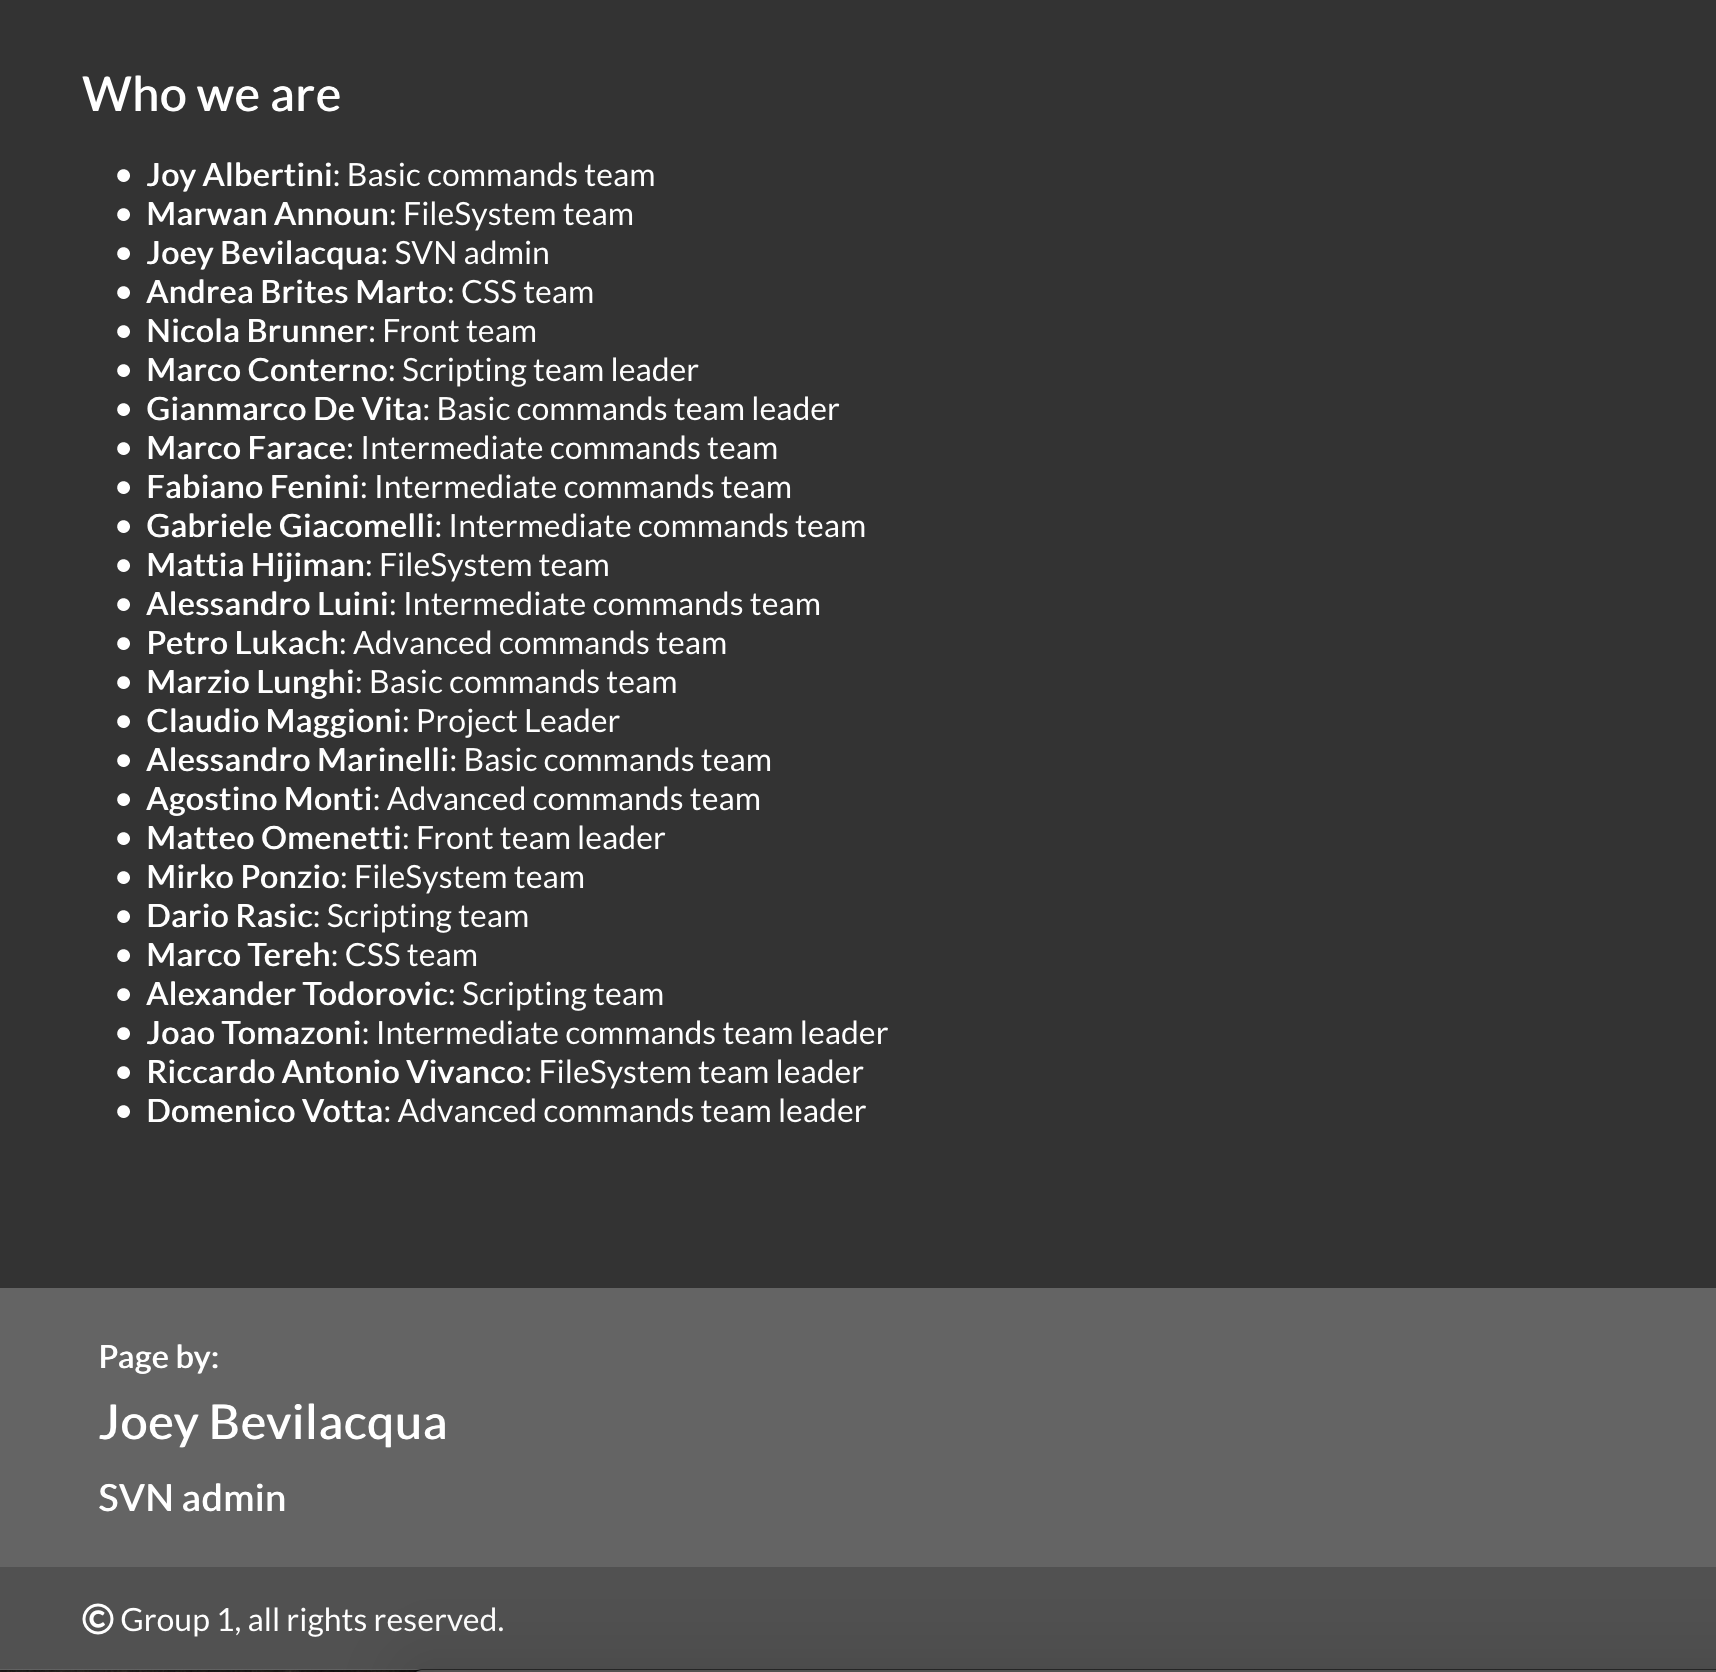 Who we are
• Joy Albertini: Basic commands team
• Marwan Announ: FileSystem team
• Joey Bevilacqua: SVN admin
• Andrea Brites Marto: CSS team
• Nicola Brunner: Front team
• Marco Conterno: Scripting team leader
• Gianmarco De Vita: Basic commands team leader
• Marco Farace: Intermediate commands team
• Fabiano Fenini: Intermediate commands team
• Gabriele Giacomelli: Intermediate commands team
• Mattia Hijiman: FileSystem team
• Alessandro Luini: Intermediate commands team
• Petro Lukach: Advanced commands team
• Marzio Lunghi: Basic commands team
• Claudio Maggioni: Project Leader
• Alessandro Marinelli: Basic commands team
• Agostino Monti: Advanced commands team
• Matteo Omenetti: Front team leader
• Mirko Ponzio: FileSystem team
• Dario Rasic: Scripting team
• Marco Tereh: CSS team
• Alexander Todorovic: Scripting team
• Joao Tomazoni: Intermediate commands team leader
• Riccardo Antonio Vivanco: FileSystem team leader
• Domenico Votta: Advanced commands team leader
Page by:
Joey Bevilacqua
SVN admin
© Group 1, all rights reserved.